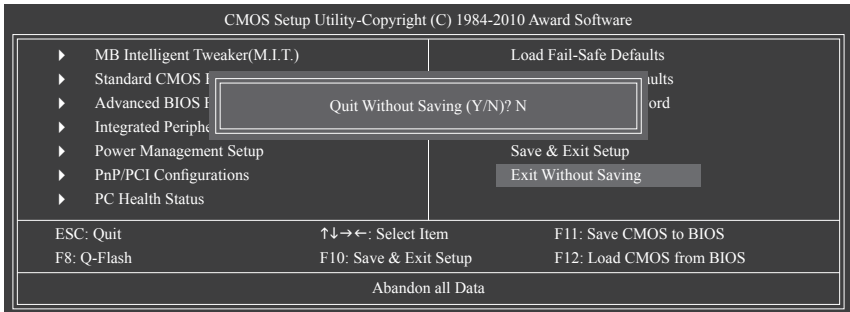 CMOS Setup Utility-Copyright (C) 1984-2010 Award Software
MB Intelligent Tweaker(M.I.T.)
Standard CMOS
Advanced BIOS
Integrated
Power Management Setup
PnP/PCI Configurations
PC Health Status
Load Fail-Safe Defaults
Save & Exit Setup
Exit Without Saving
Quit Without Saving (Y/N)? N
ESC: Quit
↑↓→←: Select Item
F11: Save CMOS to BIOS
F8: Q-Flash
F10: Save & Exit Setup
F12: Load CMOS from BIOS
Abandon all Data